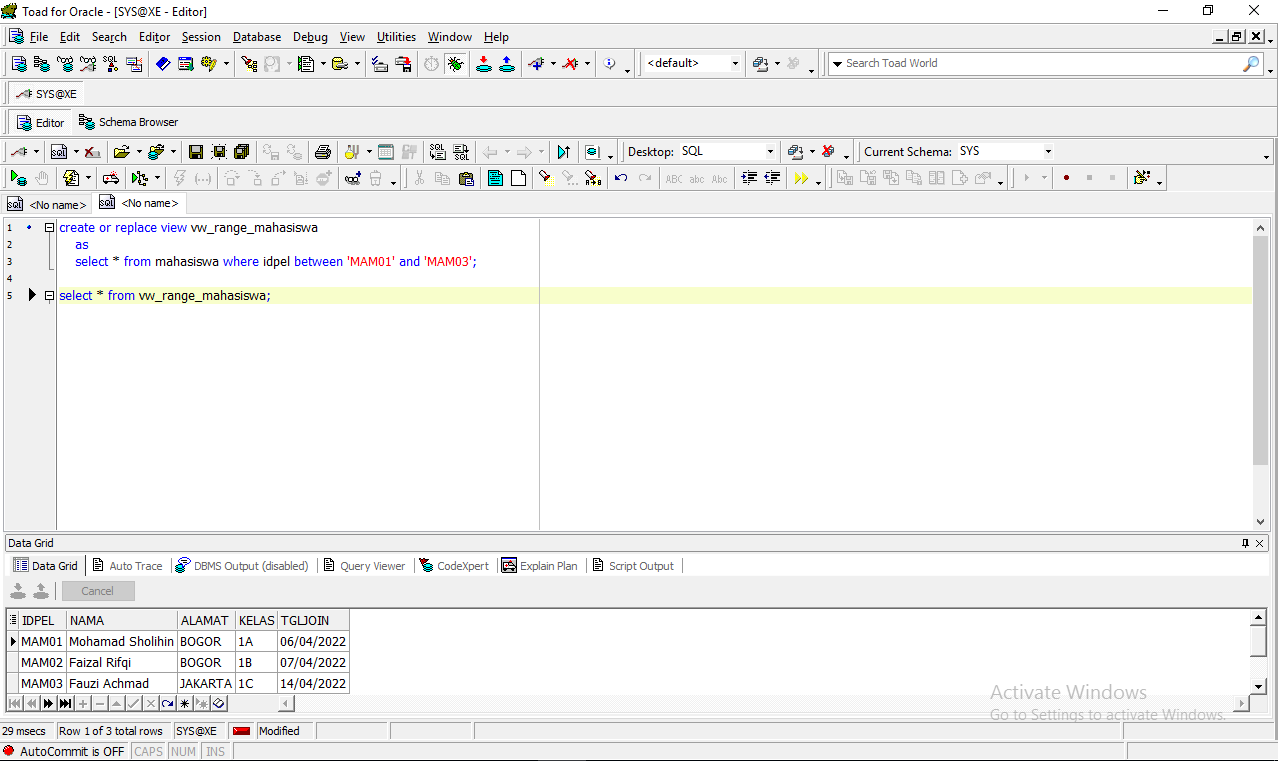 Toad for Oracle - [SYS@XE - Editor]
File Edit Search Editor Session Database Debug View Utilities Window Help
<default> Search Toad World
SYS@XE
Editor Schema Browser
Desktop: SQL Current Schema: SYS
<No name> <No name>
1 create or replace view vw_range_mahasiswa
2 as
3 select * from mahasiswa where idpel between 'MAM01' and 'MAM03';
4
5 select * from vw_range_mahasiswa;
Data Grid
Data Grid Auto Trace DBMS Output (disabled) Query Viewer CodeXpert Explain Plan Script Output
Cancel
IDPEL NAMA ALAMAT KELAS TGLJOIN
MAM01 Mohamad Sholihin BOGOR 1A 06/04/2022
MAM02 Faizal Rifqi BOGOR 1B 07/04/2022
MAM03 Fauzi Achmad JAKARTA 1C 14/04/2022
Activate Windows
Go to Settings to activate Windows.
29 msecs Row 1 of 3 total rows SYS@XE Modified
AutoCommit is OFF CAPS NUM INS